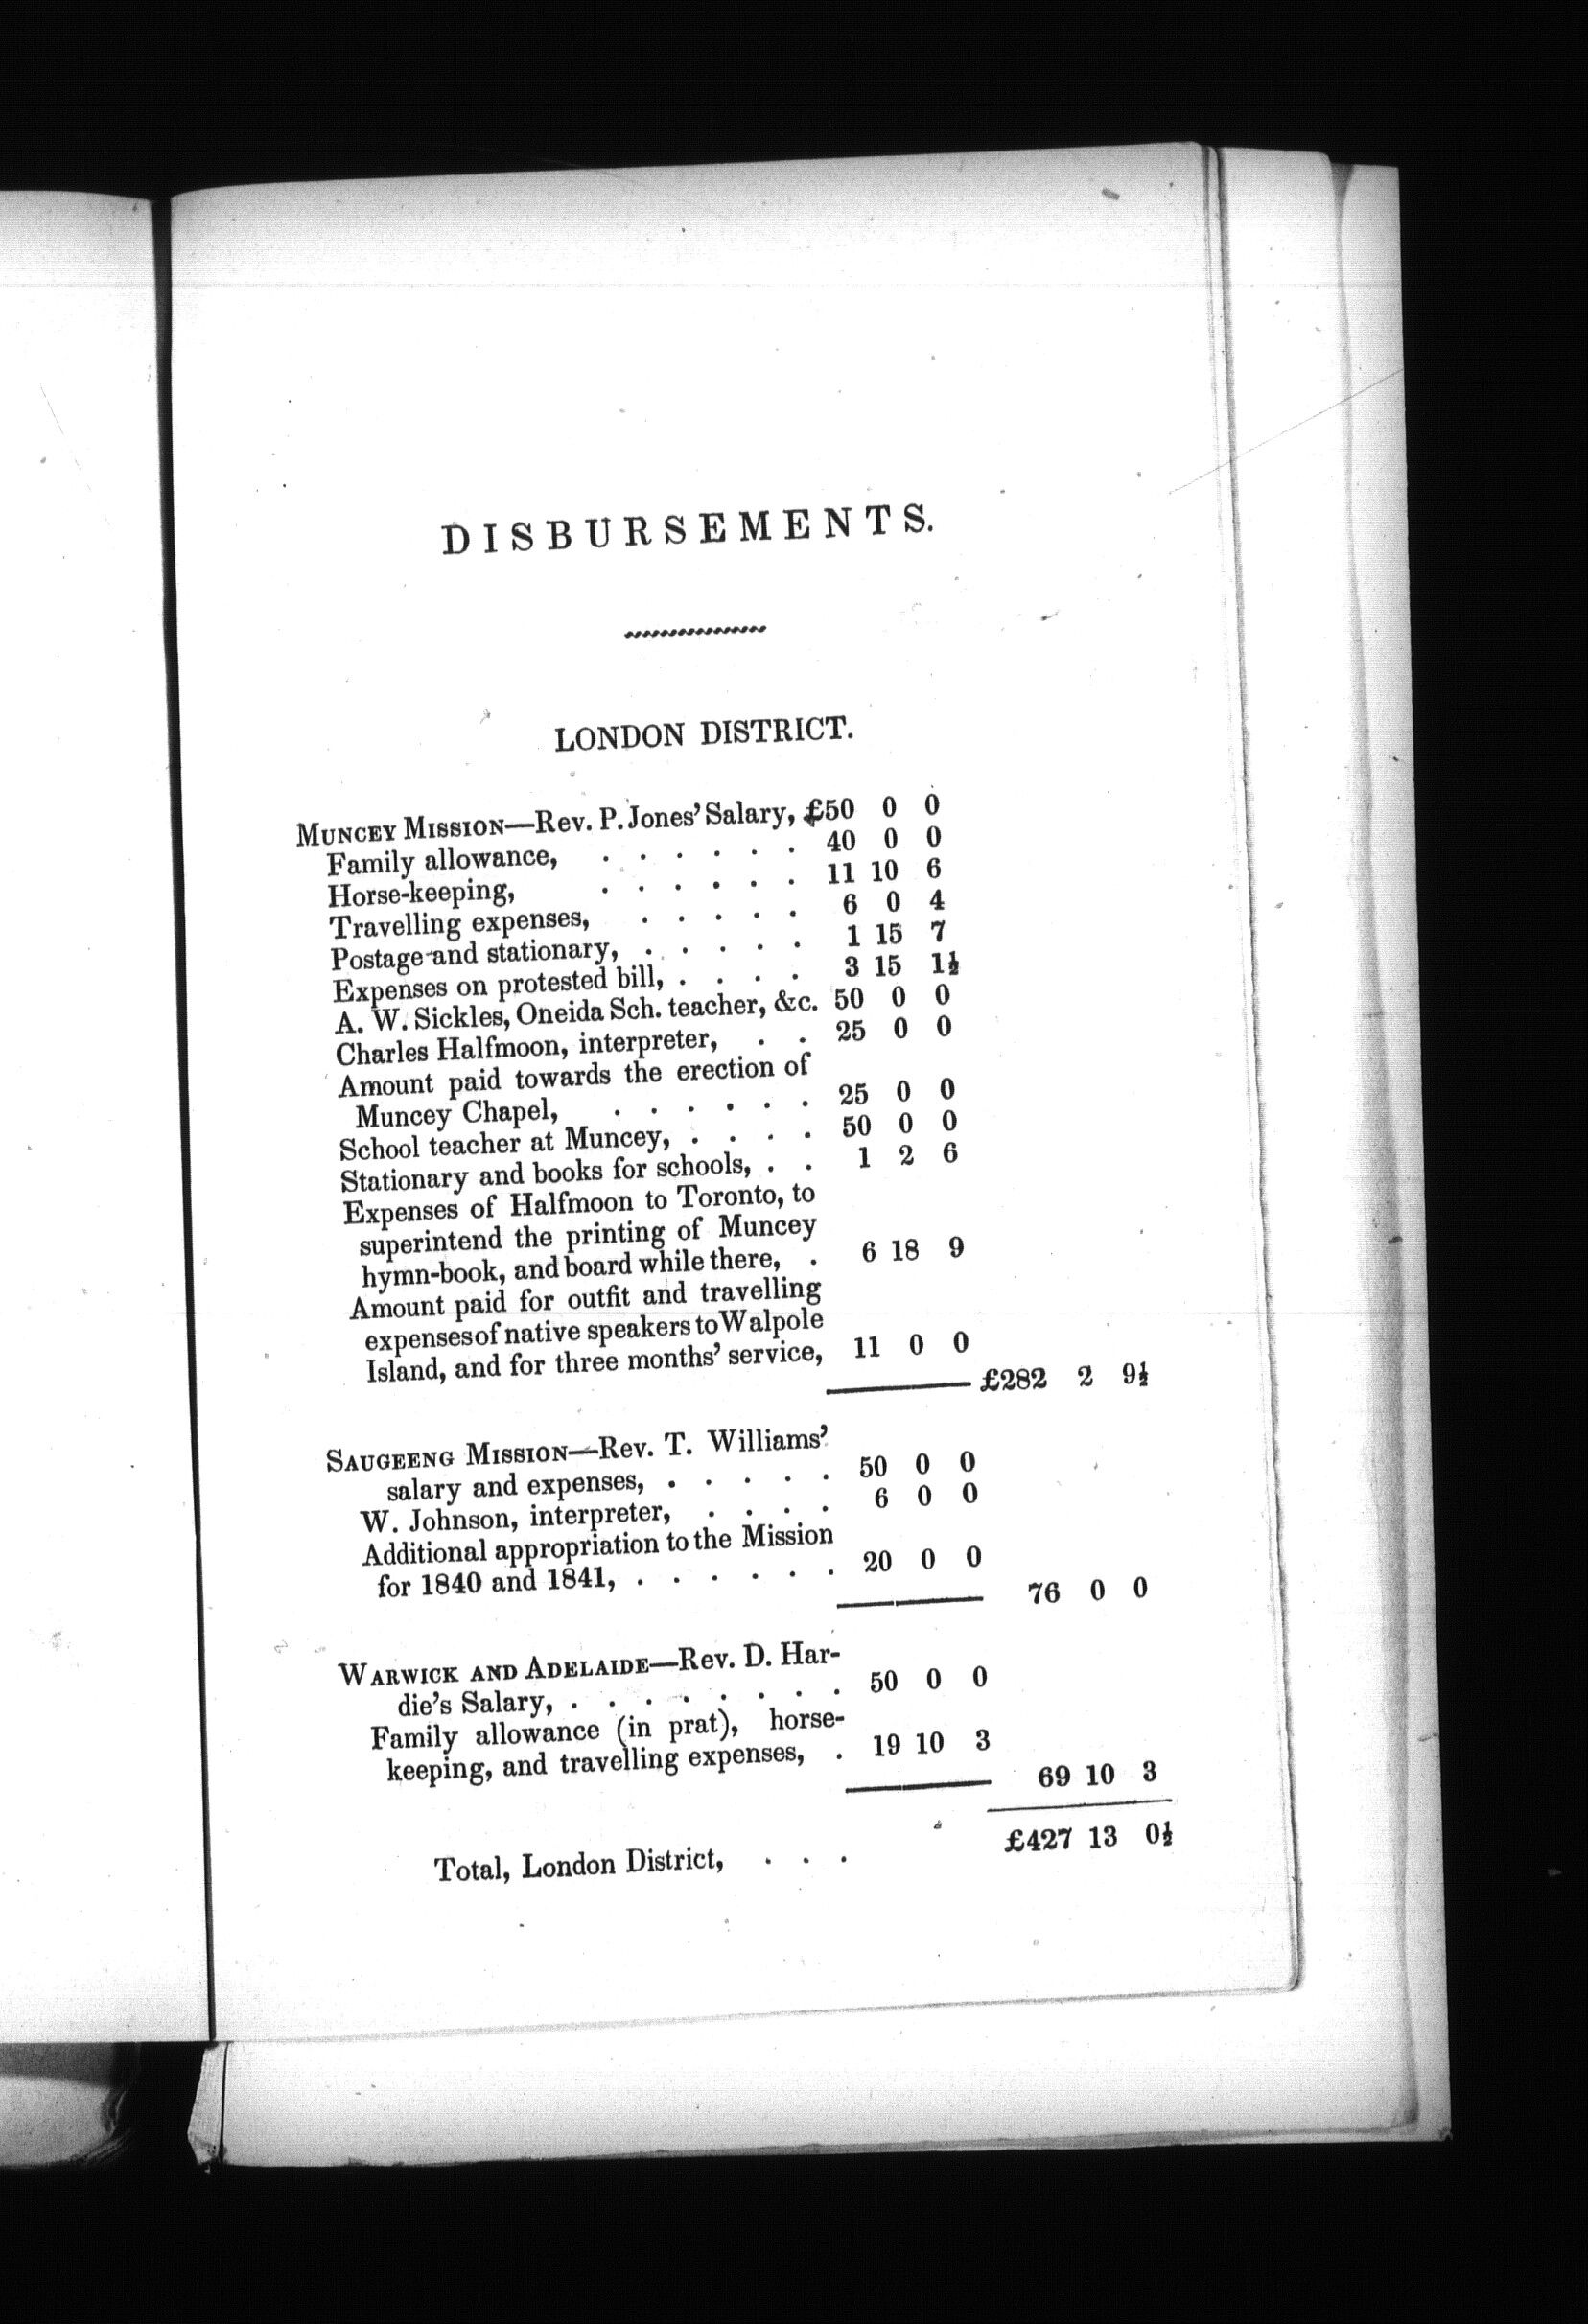 DISBURSEMENTS.
LONDON DISTRICT.
MUNCEY MISSION—Rev. P. Jones' Salary, £50 0 0
Family allowance, . . . . . . 40 0 0
Horse-keeping, . . . . . . 11 10 6
Travelling expenses, . . . . . 6 0 4
Postage and stationary, . . . . . 1 15 7
Expenses on protested bill, . . . . 3 15 1½
A. W. Sickles, Oneida Sch. teacher, &c. 50 0 0
Charles Halfmoon, interpreter, . . 25 0 0
Amount paid towards the erection of
Muncey Chapel, . . . . . . 25 0 0
School teacher at Muncey, . . . . 50 0 0
Stationary and books for schools, . . 1 2 6
Expenses of Halfmoon to Toronto, to
superintend the printing of Muncey
hymn-book, and board while there, . 6 18 9
Amount paid for outfit and travelling
expenses of native speakers to Walpole
Island, and for three months' service, 11 0 0
£282 2 9½
SAUGEENG MISSION—Rev. T. Williams'
salary and expenses, . . . . . 50 0 0
W. Johnson, interpreter, . . . . 6 0 0
Additional appropriation to the Mission
for 1840 and 1841, . . . . . . 20 0 0
76 0 0
WARWICK AND ADELAIDE—Rev. D. Har-
die's Salary, . . . . . . . . 50 0 0
Family allowance (in prat), horse-
keeping, and travelling expenses, . 19 10 3
69 10 3
Total, London District, . . . £427 13 0½